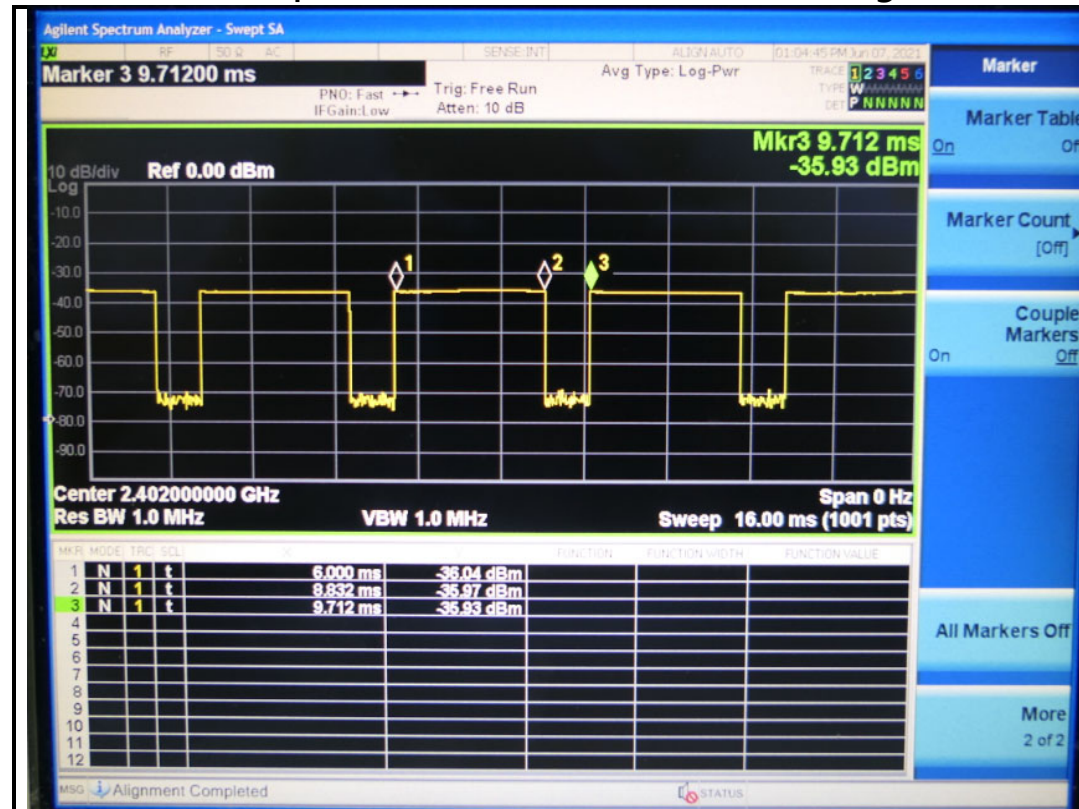 Agilent Spectrum Analyzer - Swept SA
LXI RF 50 Ω AC SENSE:INT ALIGN AUTO 01:04:45 PM Jun 07, 2021
Marker 3 9.71200 ms
Avg Type: Log-Pwr
TRACE 1 2 3 4 5 6
PNO: Fast
Trig: Free Run
TYPE W
IFGain:Low
Atten: 10 dB
DET P N N N N N
Mkr3 9.712 ms
-35.93 dBm
10 dB/div Ref 0.00 dBm
Log
-10.0
-20.0
-30.0
-40.0
-50.0
-60.0
-70.0
-80.0
-90.0
1 2 3
Center 2.402000000 GHz Span 0 Hz
Res BW 1.0 MHz VBW 1.0 MHz Sweep 16.00 ms (1001 pts)
MKR MODE TRC SCL X Y FUNCTION FUNCTION WIDTH FUNCTION VALUE
1 N 1 t 6.000 ms -36.04 dBm
2 N 1 t 8.832 ms -35.97 dBm
3 N 1 t 9.712 ms -35.93 dBm
4
5
6
7
8
9
10
11
12
MSG Alignment Completed STATUS
Marker
Marker Table
On Of
Marker Count
[Off]
Couple
Markers
On Off
All Markers Off
More
2 of 2